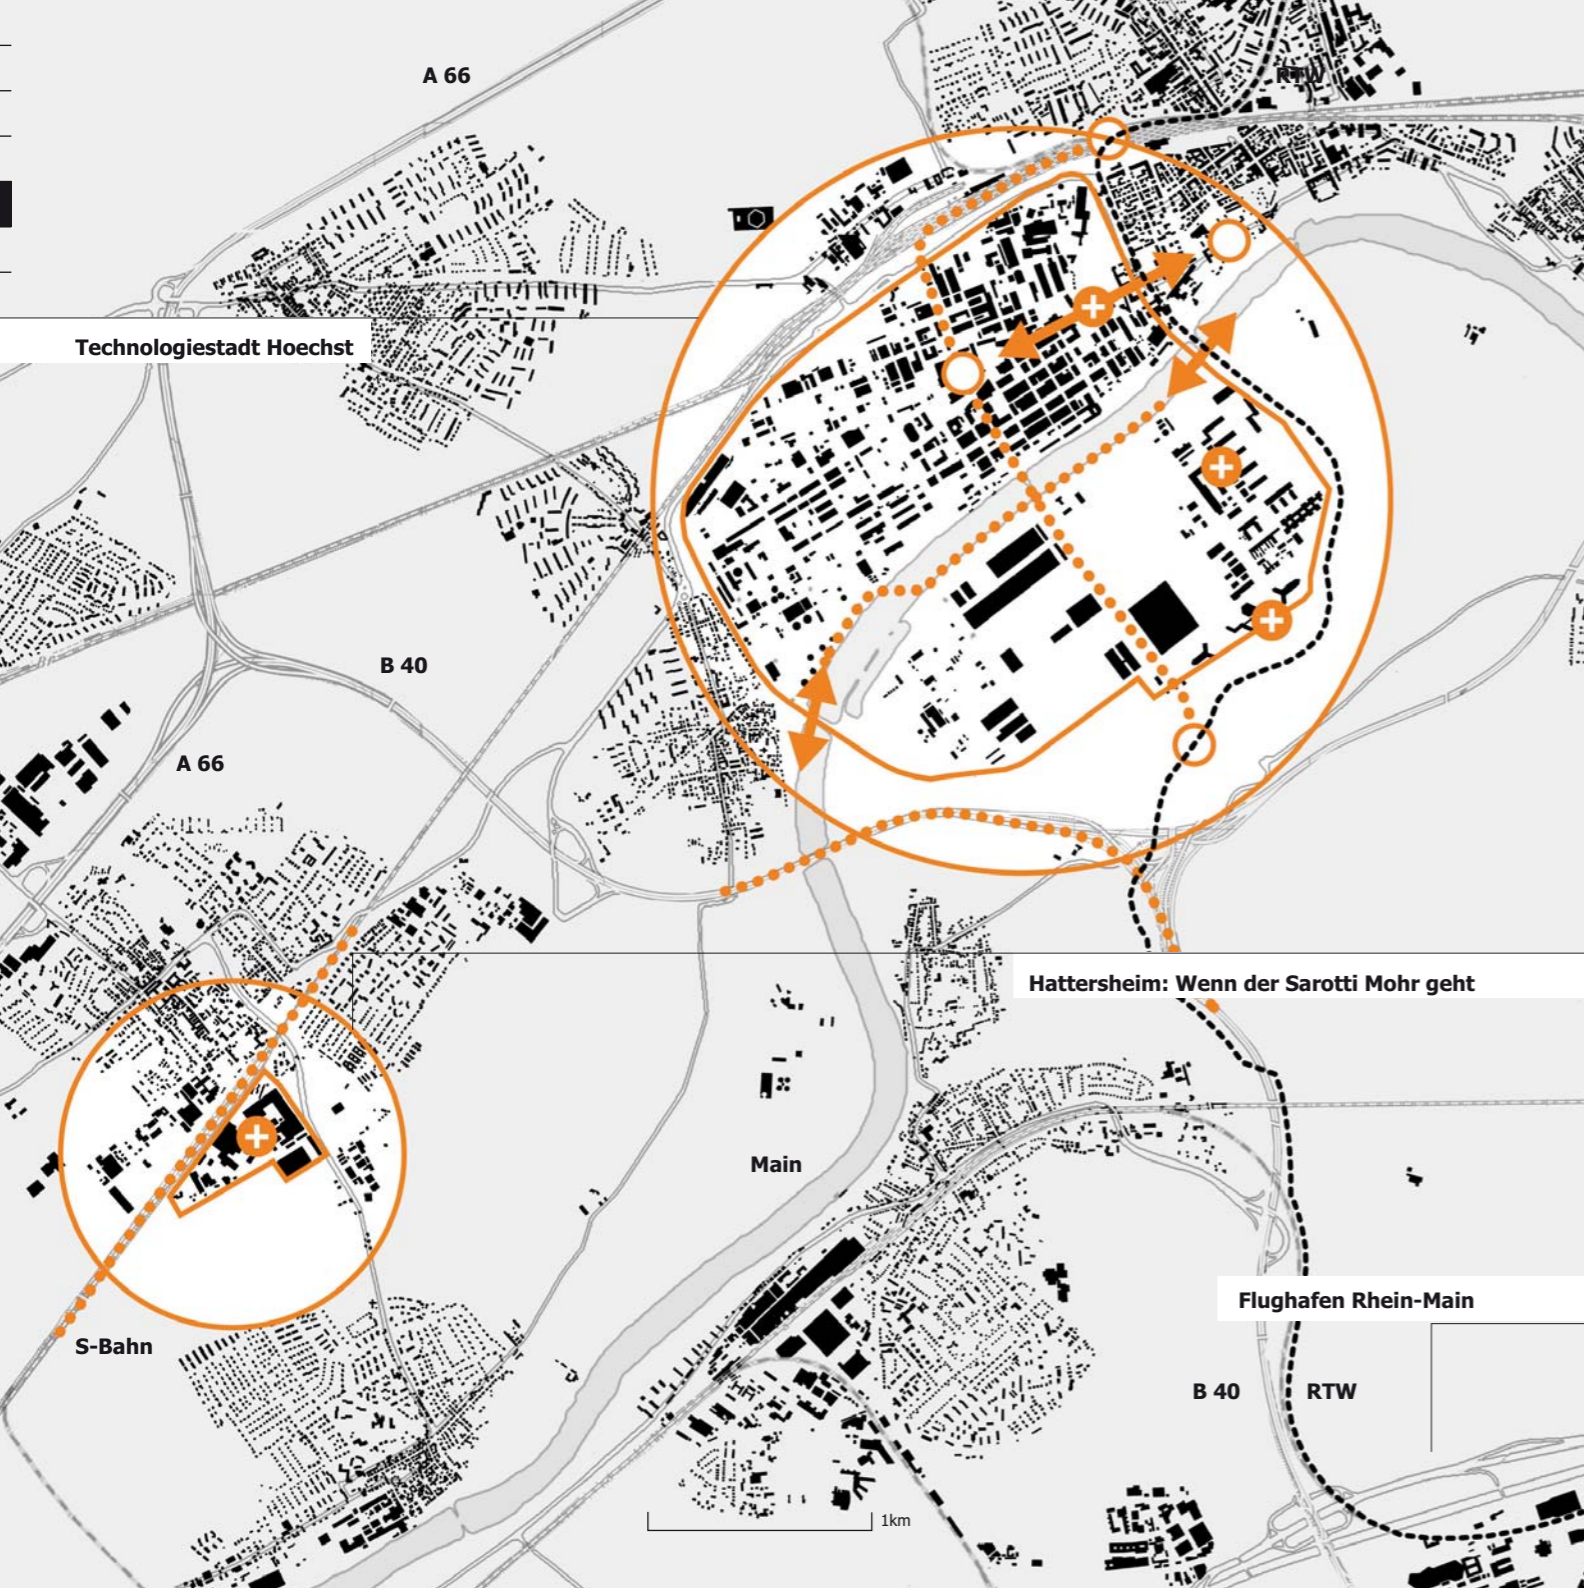 A 66
RTW
Technologiestadt Hoechst
B 40
A 66
Hattersheim: Wenn der Sarotti Mohr geht
Main
Flughafen Rhein-Main
S-Bahn
B 40
RTW
1km